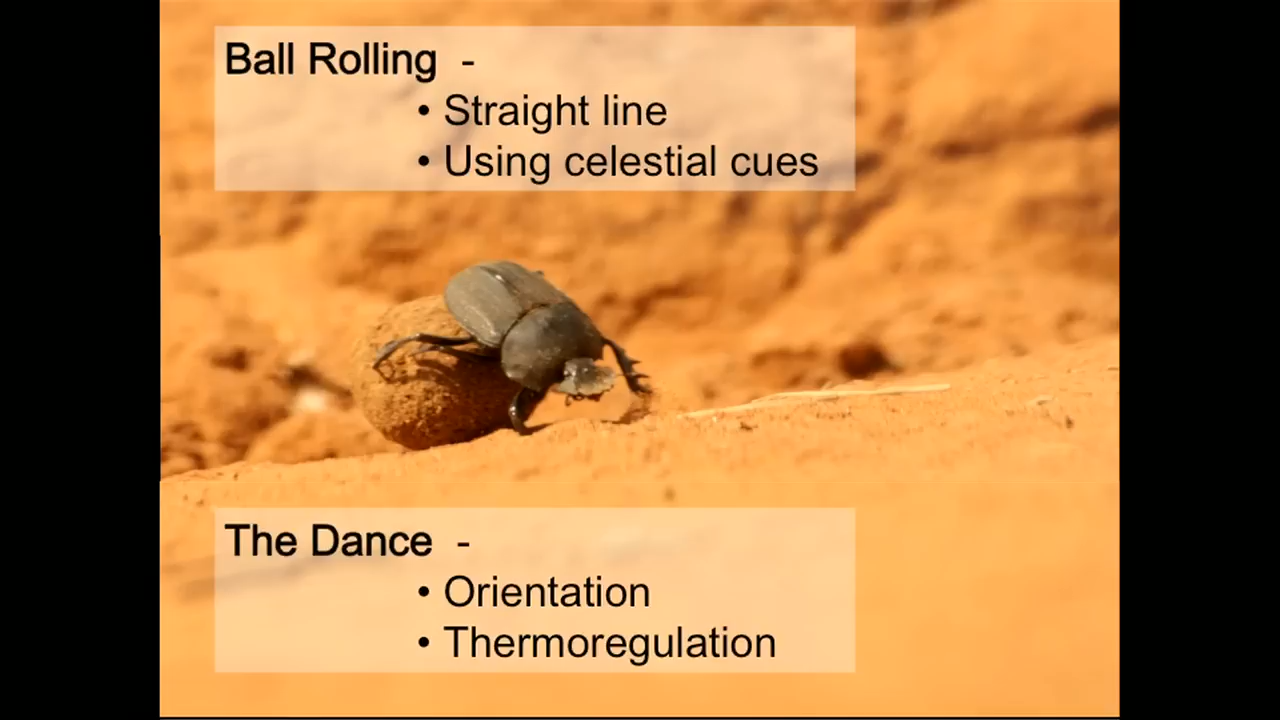 Ball Rolling -
• Straight line
• Using celestial cues
The Dance -
• Orientation
• Thermoregulation